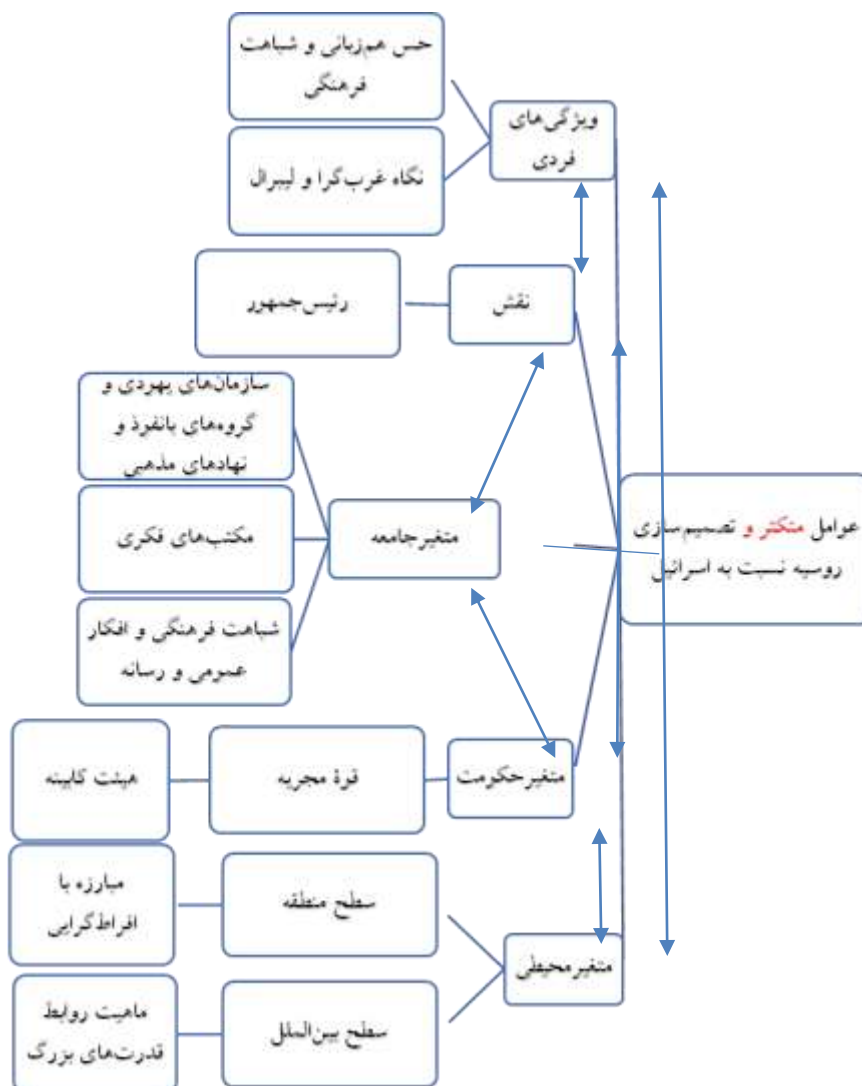 عوامل متکثر و تصمیم‌سازی
روسیه نسبت به اسرائیل
ویژگی‌های
فردی
حس هم‌زبانی و شباهت
فرهنگی
نگاه غرب‌گرا و لیبرال
نقش
رئیس‌جمهور
متغیرجامعه
سازمان‌های یهودی و
گروه‌های بانفوذ و
نهادهای مذهبی
مکتب‌های فکری
شباهت فرهنگی و افکار
عمومی و رسانه
متغیرحکومت
قوۀ مجریه
هیئت کابینه
متغیرمحیطی
سطح منطقه
مبارزه با
افراط‌گرایی
سطح بین‌الملل
ماهیت روابط
قدرت‌های بزرگ